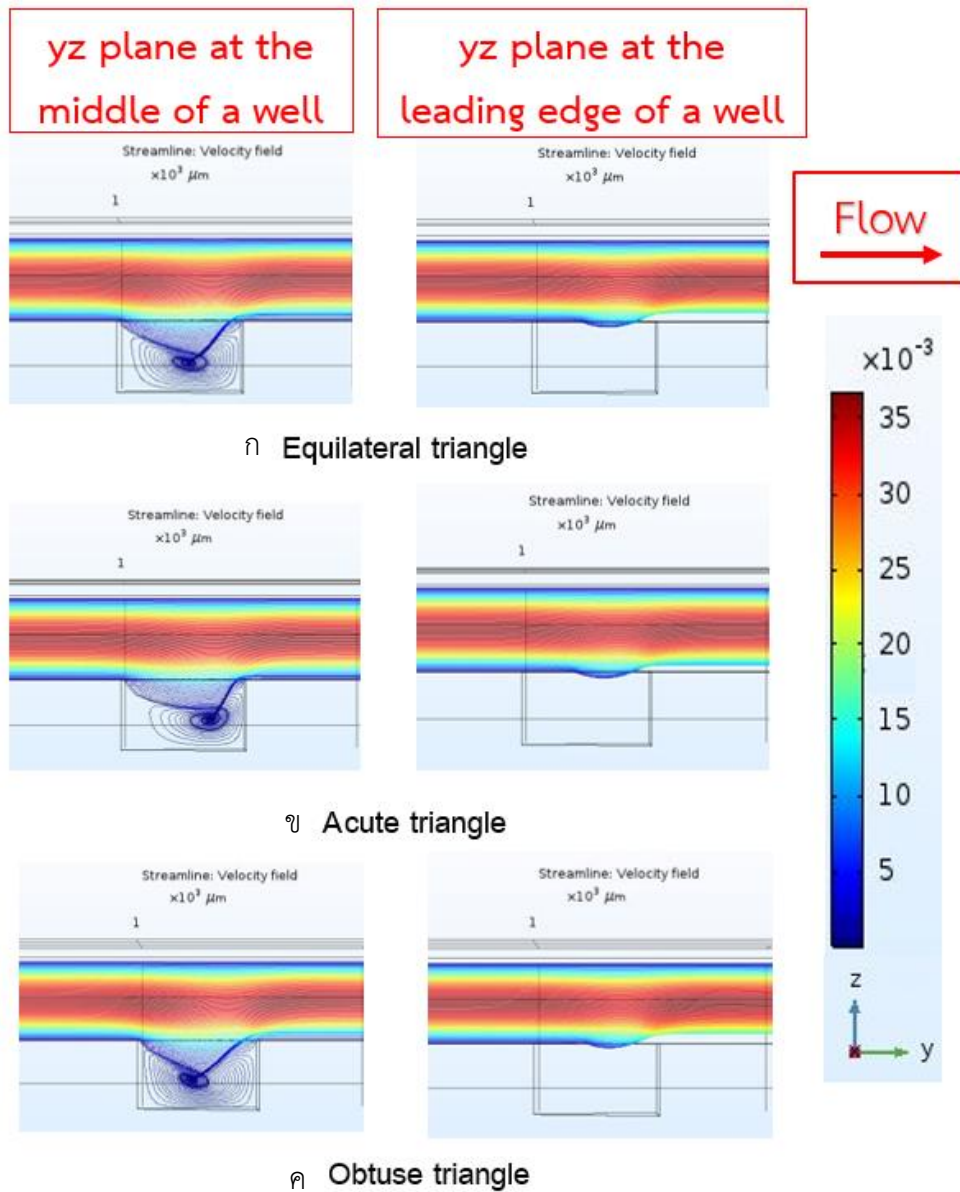 yz plane at the
middle of a well
yz plane at the
leading edge of a well
Streamline: Velocity field
×10³ μm
1
Streamline: Velocity field
×10³ μm
1
Flow
ก Equilateral triangle
Streamline: Velocity field
×10³ μm
1
Streamline: Velocity field
×10³ μm
1
ข Acute triangle
Streamline: Velocity field
×10³ μm
1
Streamline: Velocity field
×10³ μm
1
ค Obtuse triangle
×10⁻³
35
30
25
20
15
10
5
z
y